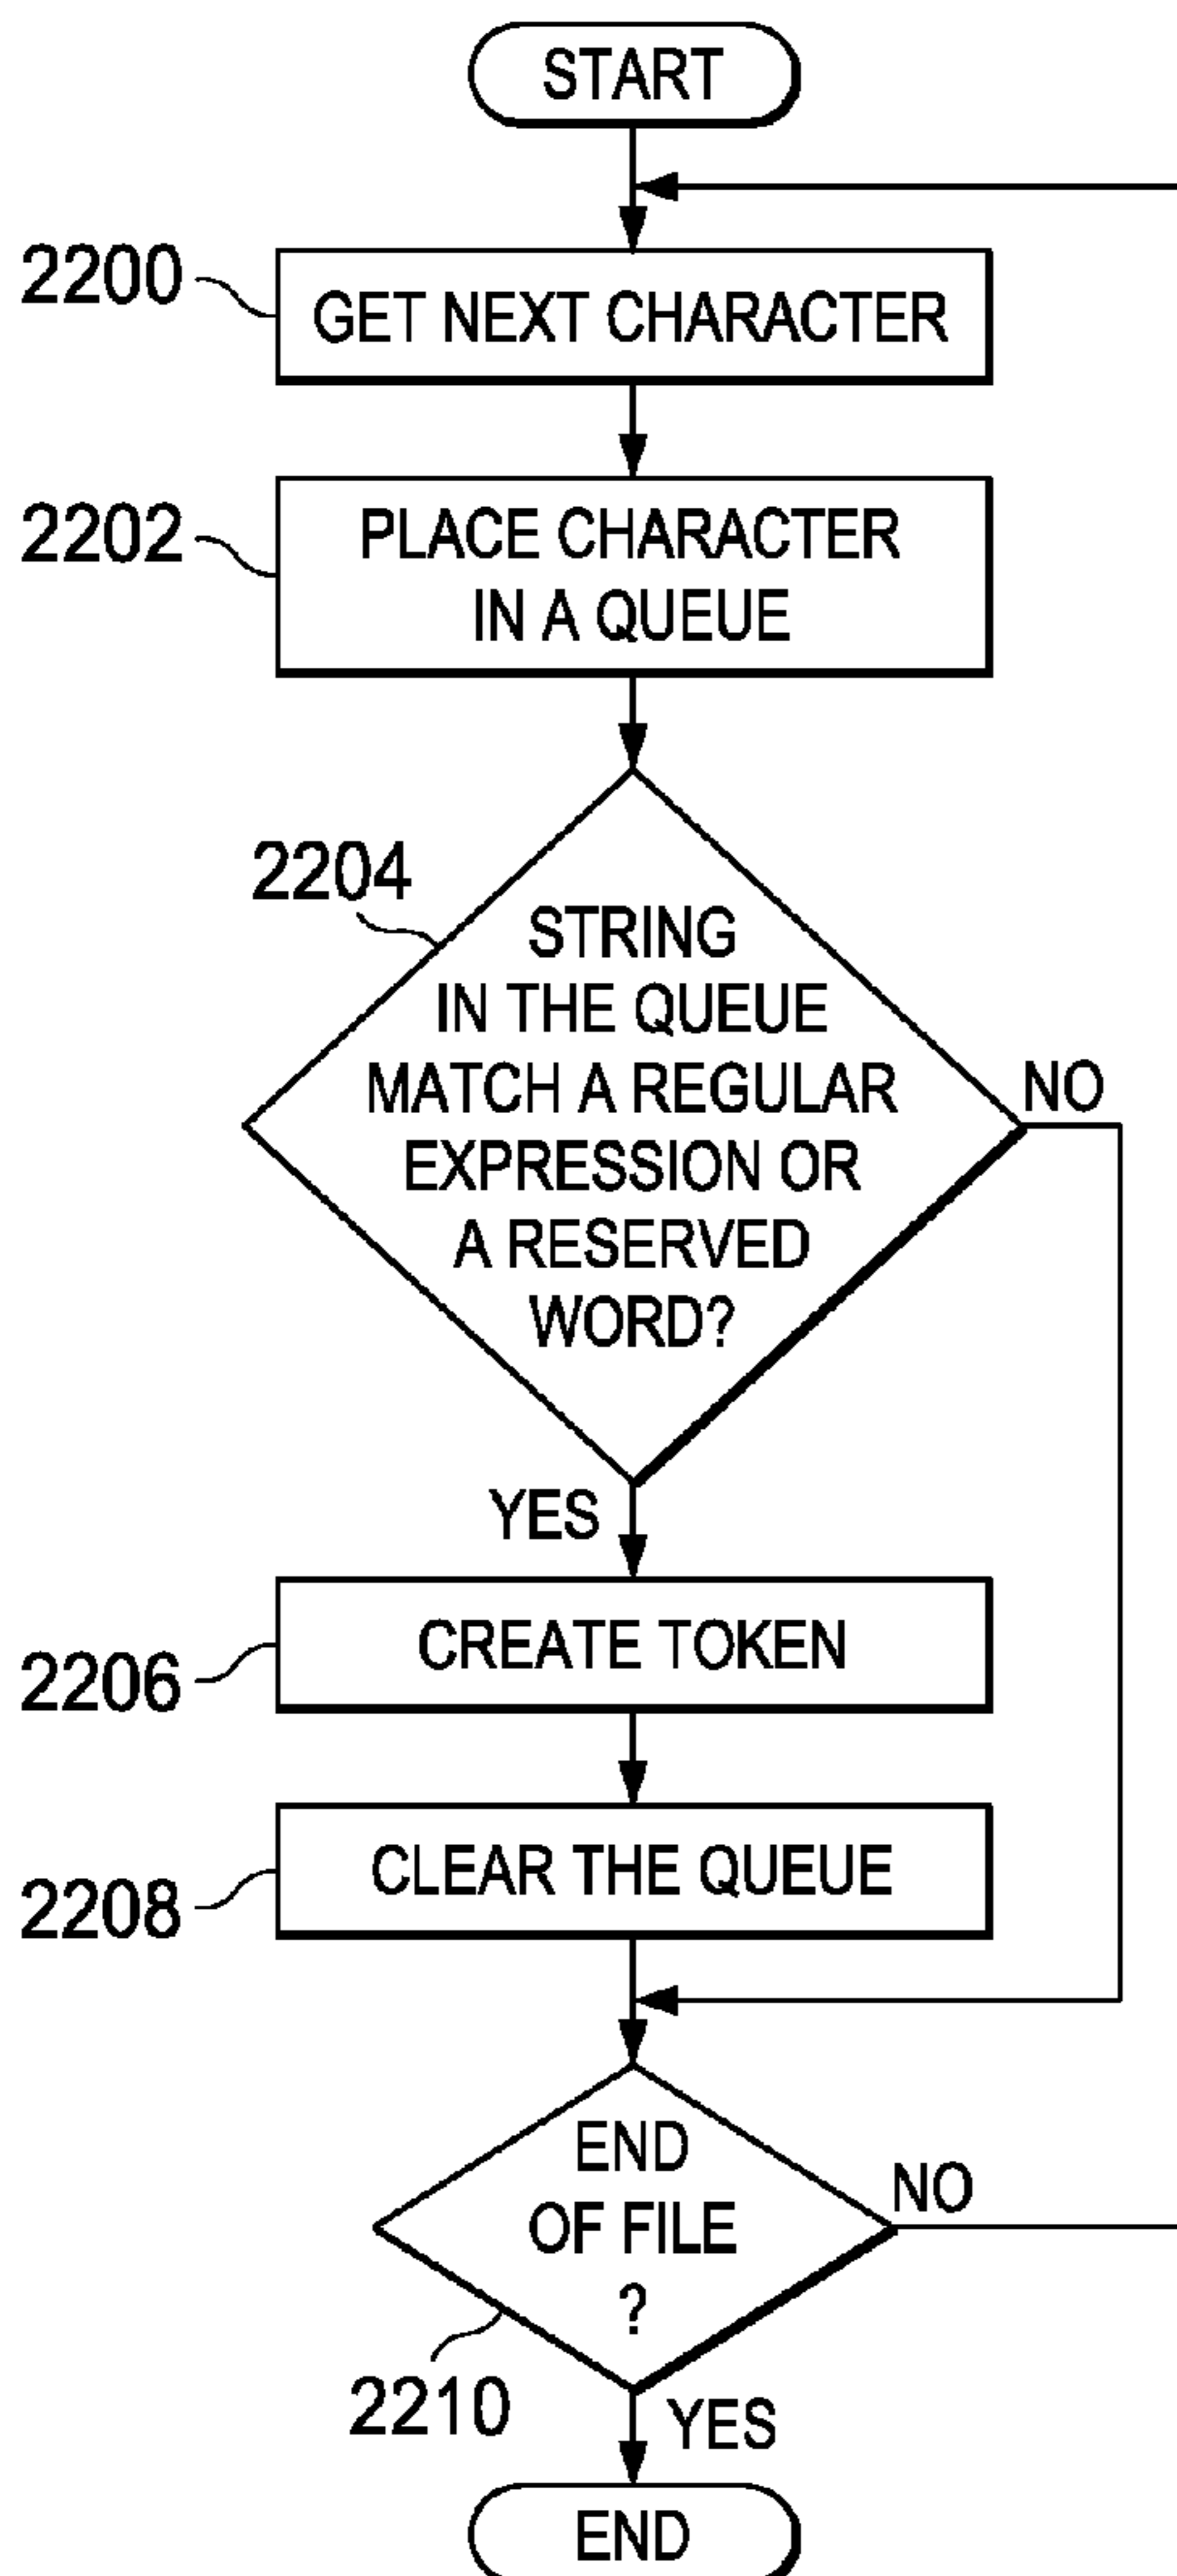 START
2200
GET NEXT CHARACTER
2202
PLACE CHARACTER
IN A QUEUE
2204
STRING
IN THE QUEUE
MATCH A REGULAR
EXPRESSION OR
A RESERVED
WORD?
NO
YES
2206
CREATE TOKEN
2208
CLEAR THE QUEUE
END
OF FILE
?
NO
2210
YES
END